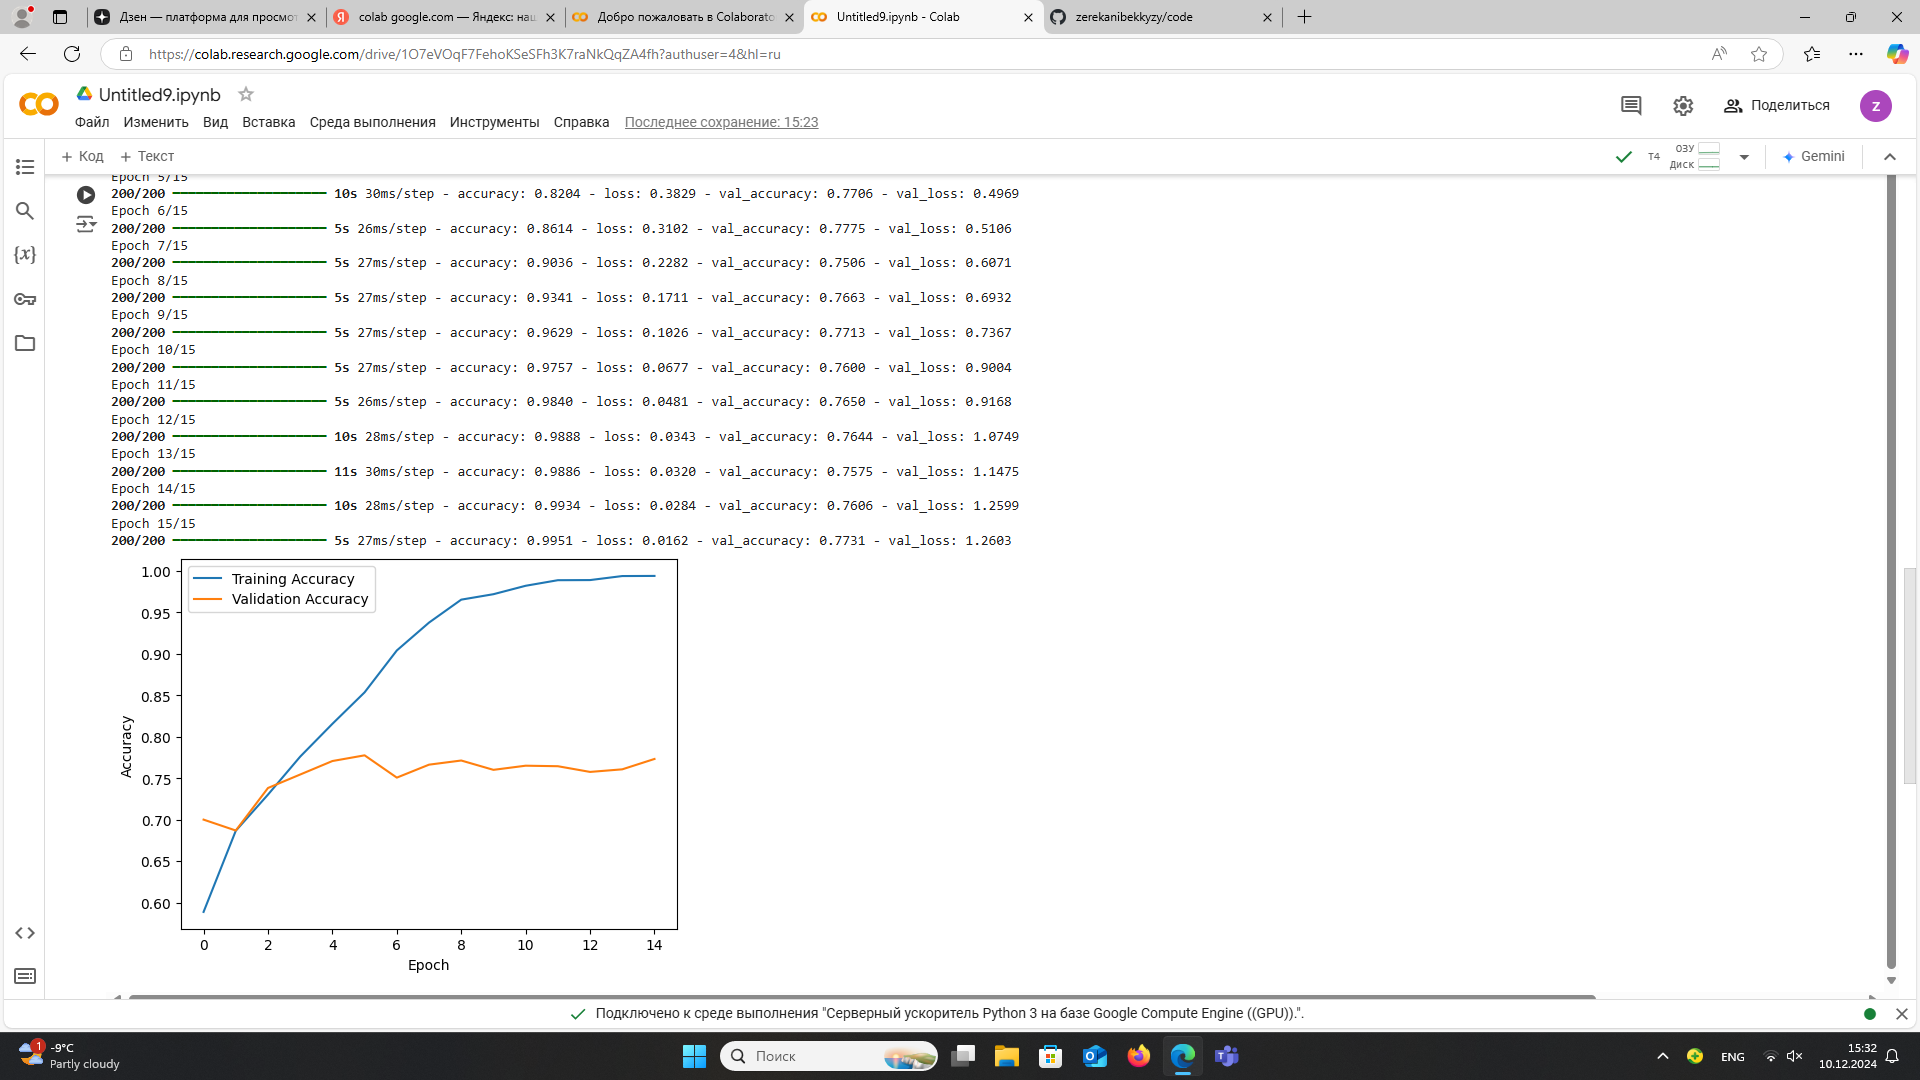 Дзен — платформа для просмот
colab google.com — Яндекс: наш
Добро пожаловать в Colaborato
Untitled9.ipynb - Colab
zerekanibekkyzy/code
https://colab.research.google.com/drive/1O7eVOqF7FehoKSeSFh3K7raNkQqZA4fh?authuser=4&hl=ru
Untitled9.ipynb
Поделиться
z
Файл Изменить Вид Вставка Среда выполнения Инструменты Справка Последнее сохранение: 15:23
+ Код + Текст
T4 ОЗУ Диск Gemini
Epoch 5/15
200/200 10s 30ms/step - accuracy: 0.8204 - loss: 0.3829 - val_accuracy: 0.7706 - val_loss: 0.4969
Epoch 6/15
200/200 5s 26ms/step - accuracy: 0.8614 - loss: 0.3102 - val_accuracy: 0.7775 - val_loss: 0.5106
Epoch 7/15
200/200 5s 27ms/step - accuracy: 0.9036 - loss: 0.2282 - val_accuracy: 0.7506 - val_loss: 0.6071
Epoch 8/15
200/200 5s 27ms/step - accuracy: 0.9341 - loss: 0.1711 - val_accuracy: 0.7663 - val_loss: 0.6932
Epoch 9/15
200/200 5s 27ms/step - accuracy: 0.9629 - loss: 0.1026 - val_accuracy: 0.7713 - val_loss: 0.7367
Epoch 10/15
200/200 5s 27ms/step - accuracy: 0.9757 - loss: 0.0677 - val_accuracy: 0.7600 - val_loss: 0.9004
Epoch 11/15
200/200 5s 26ms/step - accuracy: 0.9840 - loss: 0.0481 - val_accuracy: 0.7650 - val_loss: 0.9168
Epoch 12/15
200/200 10s 28ms/step - accuracy: 0.9888 - loss: 0.0343 - val_accuracy: 0.7644 - val_loss: 1.0749
Epoch 13/15
200/200 11s 30ms/step - accuracy: 0.9886 - loss: 0.0320 - val_accuracy: 0.7575 - val_loss: 1.1475
Epoch 14/15
200/200 10s 28ms/step - accuracy: 0.9934 - loss: 0.0284 - val_accuracy: 0.7606 - val_loss: 1.2599
Epoch 15/15
200/200 5s 27ms/step - accuracy: 0.9951 - loss: 0.0162 - val_accuracy: 0.7731 - val_loss: 1.2603
Training Accuracy
Validation Accuracy
1.00
0.95
0.90
0.85
0.80
0.75
0.70
0.65
0.60
Accuracy
0 2 4 6 8 10 12 14
Epoch
Подключено к среде выполнения "Серверный ускоритель Python 3 на базе Google Compute Engine ((GPU)).".
1
-9°C
Partly cloudy
Поиск
ENG
15:32
10.12.2024